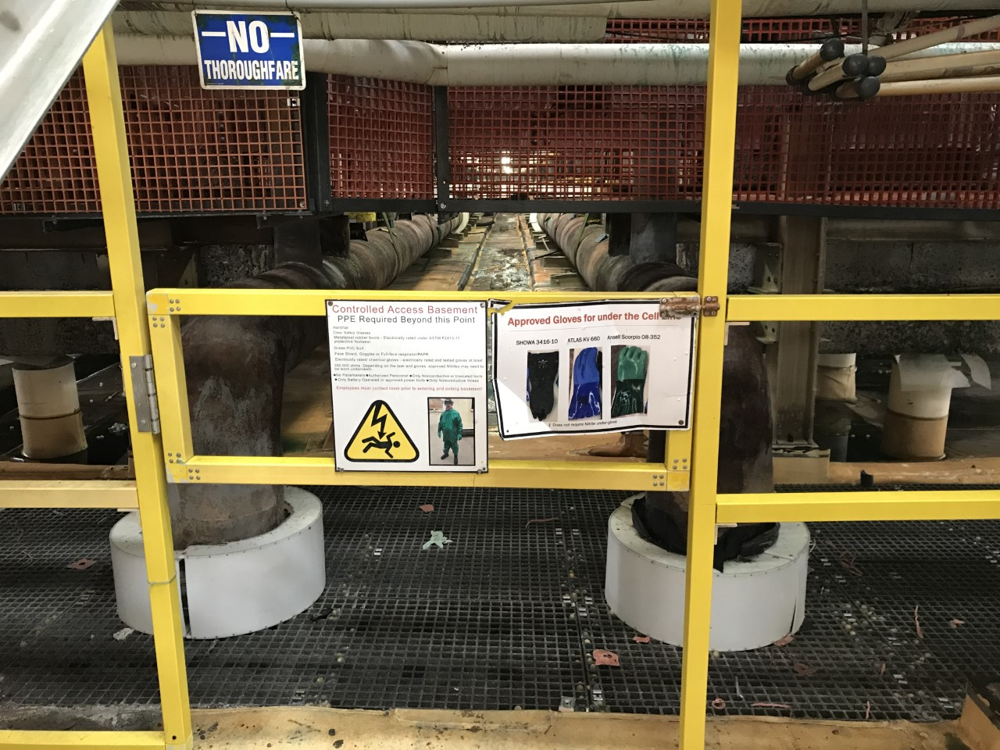 NO
THOROUGHFARE
Controlled Access Basement
PPE Required Beyond this Point
Hardhat
Clear Safety Glasses
Metatarsal rubber boots - Electrically rated under ASTM F2413-11
protective footwear
Green PVC Suit
Face Shield, Goggles or Full-face respirator/PAPR
Electrically rated/ chemical gloves - electrically rated and tested gloves at least
100,000 ohms. Depending on the task and gloves, approved Nitriles may need to
be worn underneath.
●No Pacemakers ●Authorized Personnel ●Only Nonconductive or Insulated tools
●Only Battery Operated or approved power tools ●Only Nonconductive Hoses
Employees must contact room prior to entering and exiting basement!
Approved Gloves for under the Cell
SHOWA 3416-10 ATLAS KV 660 Ansell Scorpio 08-352
Does not require Nitrile under-glove